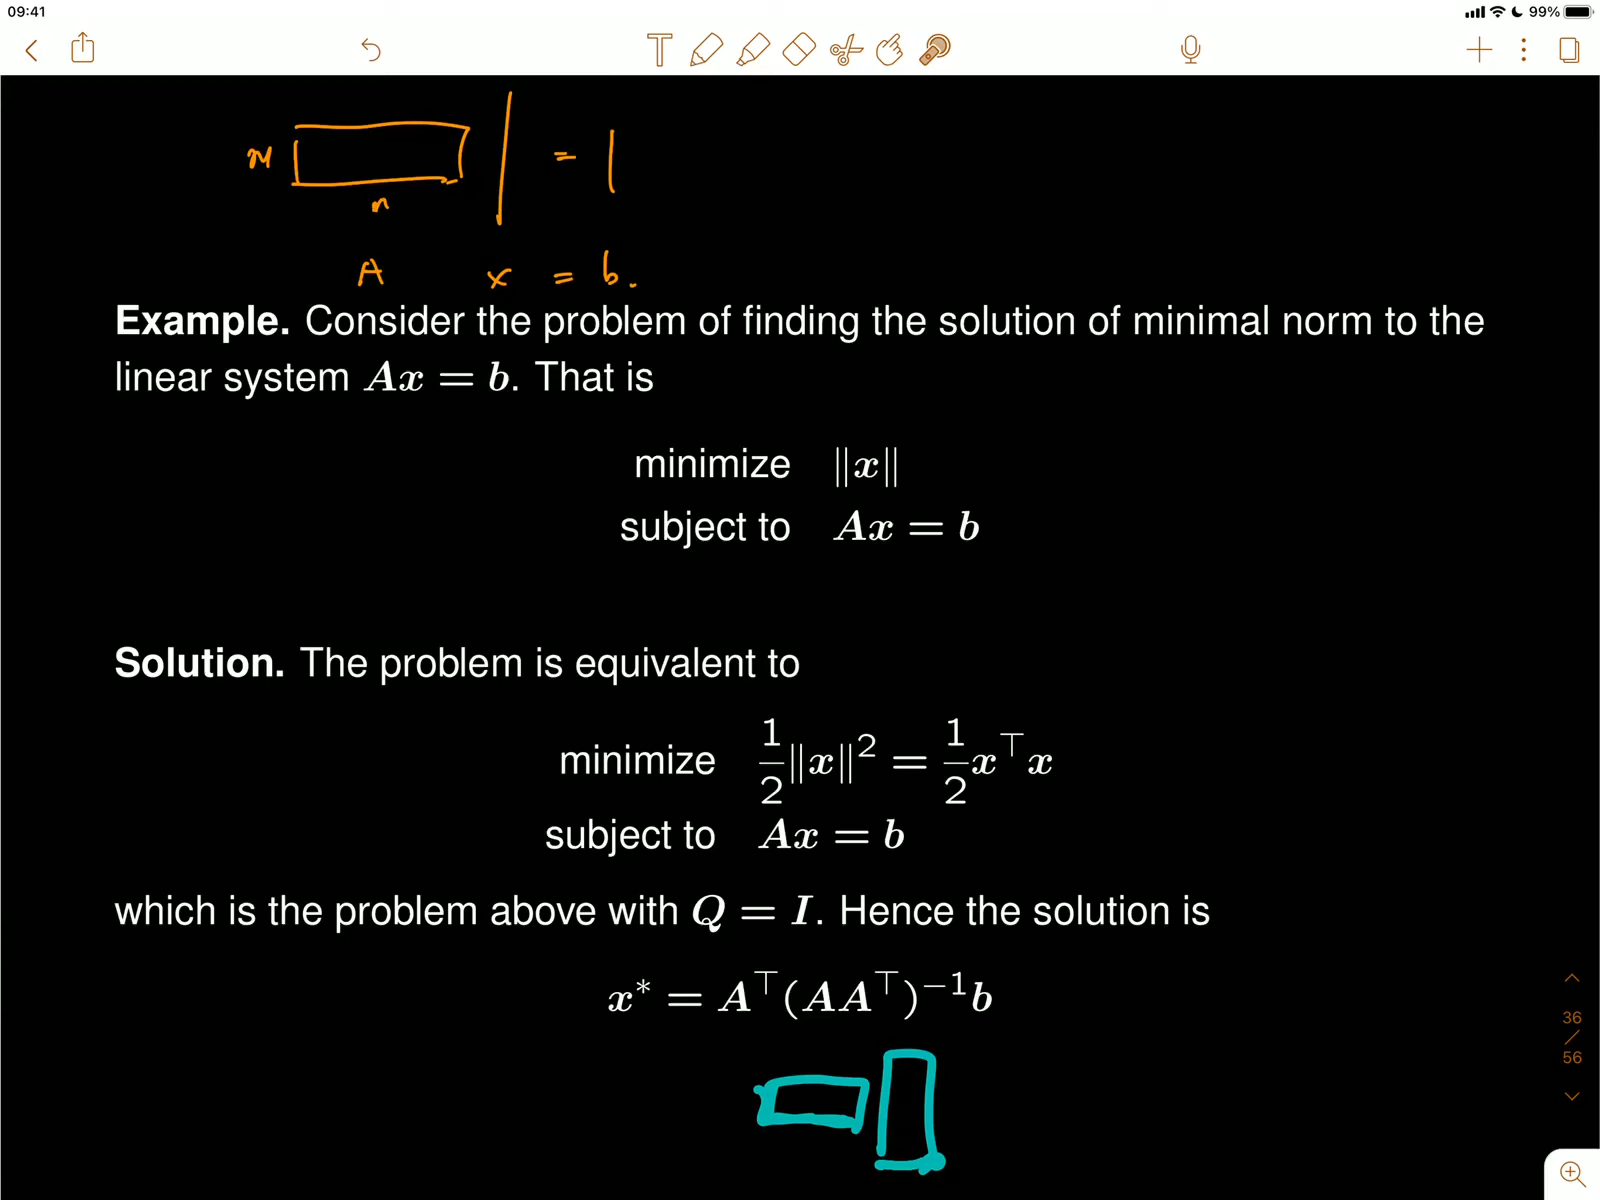 09:41
99%
T
m
=
n
A x = b.
Example. Consider the problem of finding the solution of minimal norm to the
linear system Ax = b. That is
minimize ‖x‖
subject to Ax = b
Solution. The problem is equivalent to
minimize 1/2‖x‖² = 1/2 x⊤x
subject to Ax = b
which is the problem above with Q = I. Hence the solution is
x* = A⊤(AA⊤)⁻¹b
36
/
56